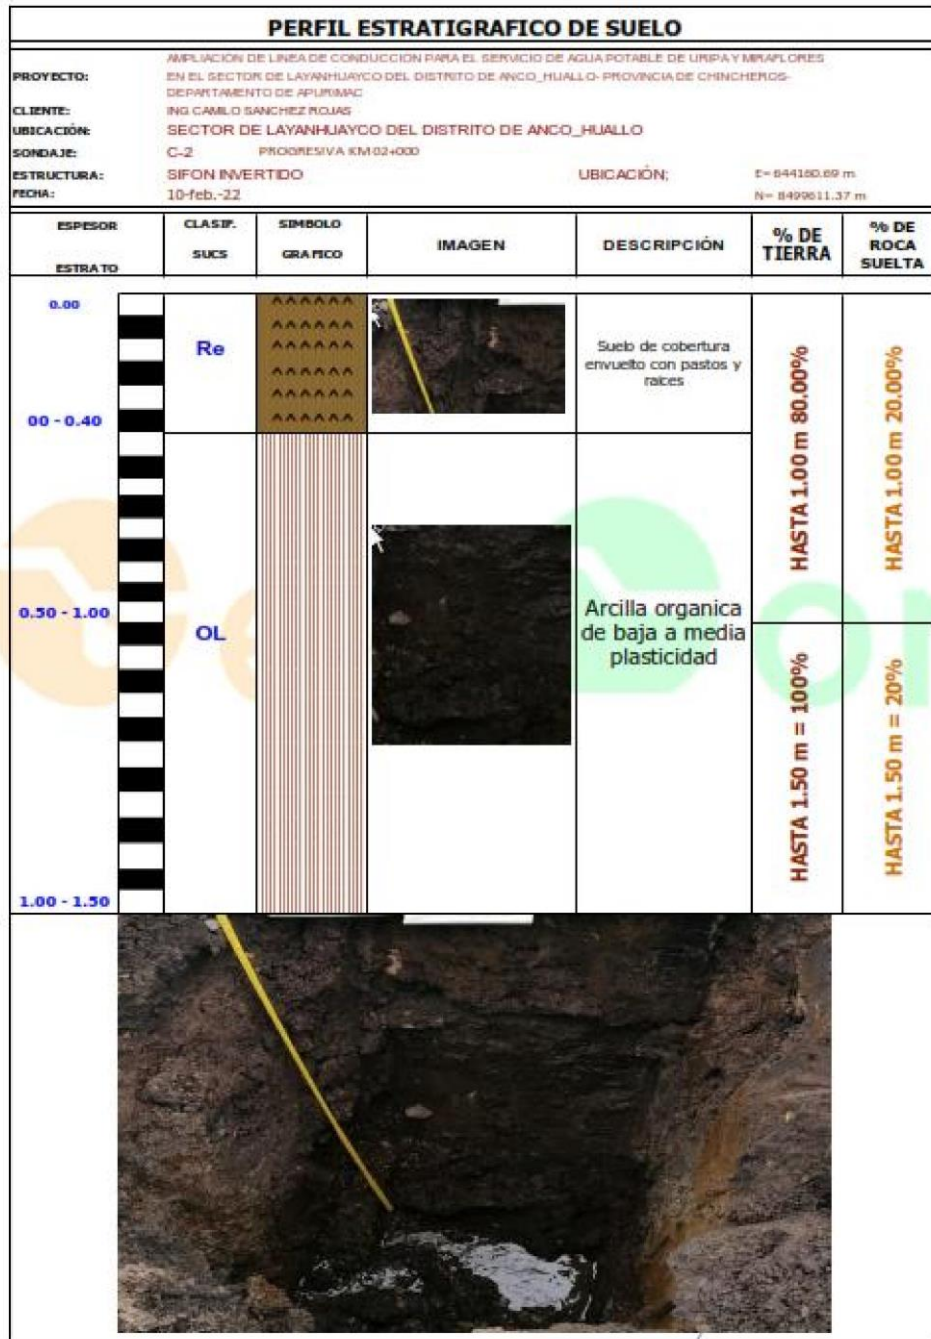 PERFIL ESTRATIGRAFICO DE SUELO
PROYECTO:
AMPLIACIÓN DE LINEA DE CONDUCCIÓN PARA EL SERVICIO DE AGUA POTABLE DE URIPA Y MIRAFLORES
EN EL SECTOR DE LAYANHUAYCO DEL DISTRITO DE ANCO_HUALLO- PROVINCIA DE CHINCHEROS-
DEPARTAMENTO DE APURIMAC
CLIENTE: ING CAMILO SANCHEZ ROJAS
UBICACIÓN: SECTOR DE LAYANHUAYCO DEL DISTRITO DE ANCO_HUALLO
SONDAJE: C-2 PROGRESIVA KM 02+000
ESTRUCTURA: SIFON INVERTIDO UBICACIÓN; E= 644160.69 m
FECHA: 10-feb.-22 N= 8499611.37 m
ESPESOR
ESTRATO
CLASIF.
SUCS
SIMBOLO
GRAFICO
IMAGEN
DESCRIPCIÓN
% DE
TIERRA
% DE
ROCA
SUELTA
0.00
00 - 0.40
Re
Suelo de cobertura
envuelto con pastos y
raices
HASTA 1.00 m 80.00%
HASTA 1.00 m 20.00%
0.50 - 1.00
OL
Arcilla organica
de baja a media
plasticidad
HASTA 1.50 m = 100%
HASTA 1.50 m = 20%
1.00 - 1.50